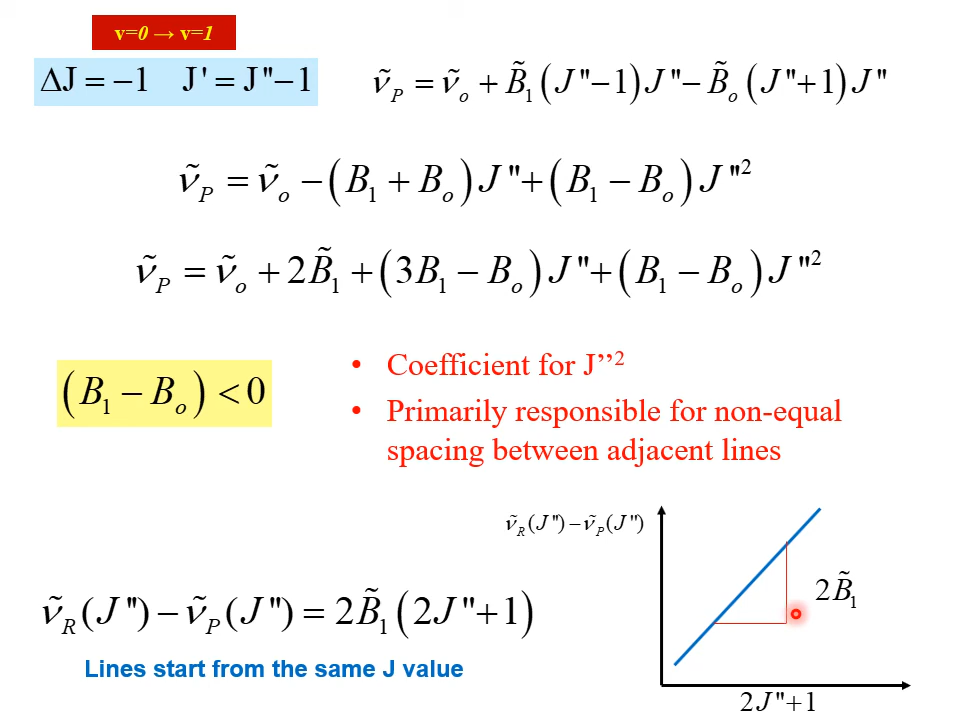 v=0 → v=1
ΔJ = −1 J' = J''−1
ν̃_P = ν̃_o + B̃_1 (J''−1) J'' − B̃_o (J''+1) J''
ν̃_P = ν̃_o − (B_1 + B_o) J'' + (B_1 − B_o) J''²
ν̃_P = ν̃_o + 2B̃_1 + (3B_1 − B_o) J'' + (B_1 − B_o) J''²
(B_1 − B_o) < 0
• Coefficient for J’’²
• Primarily responsible for non-equal
spacing between adjacent lines
ν̃_R (J'') − ν̃_P (J'')
2B̃_1
2J''+1
ν̃_R (J'') − ν̃_P (J'') = 2B̃_1 (2J''+1)
Lines start from the same J value